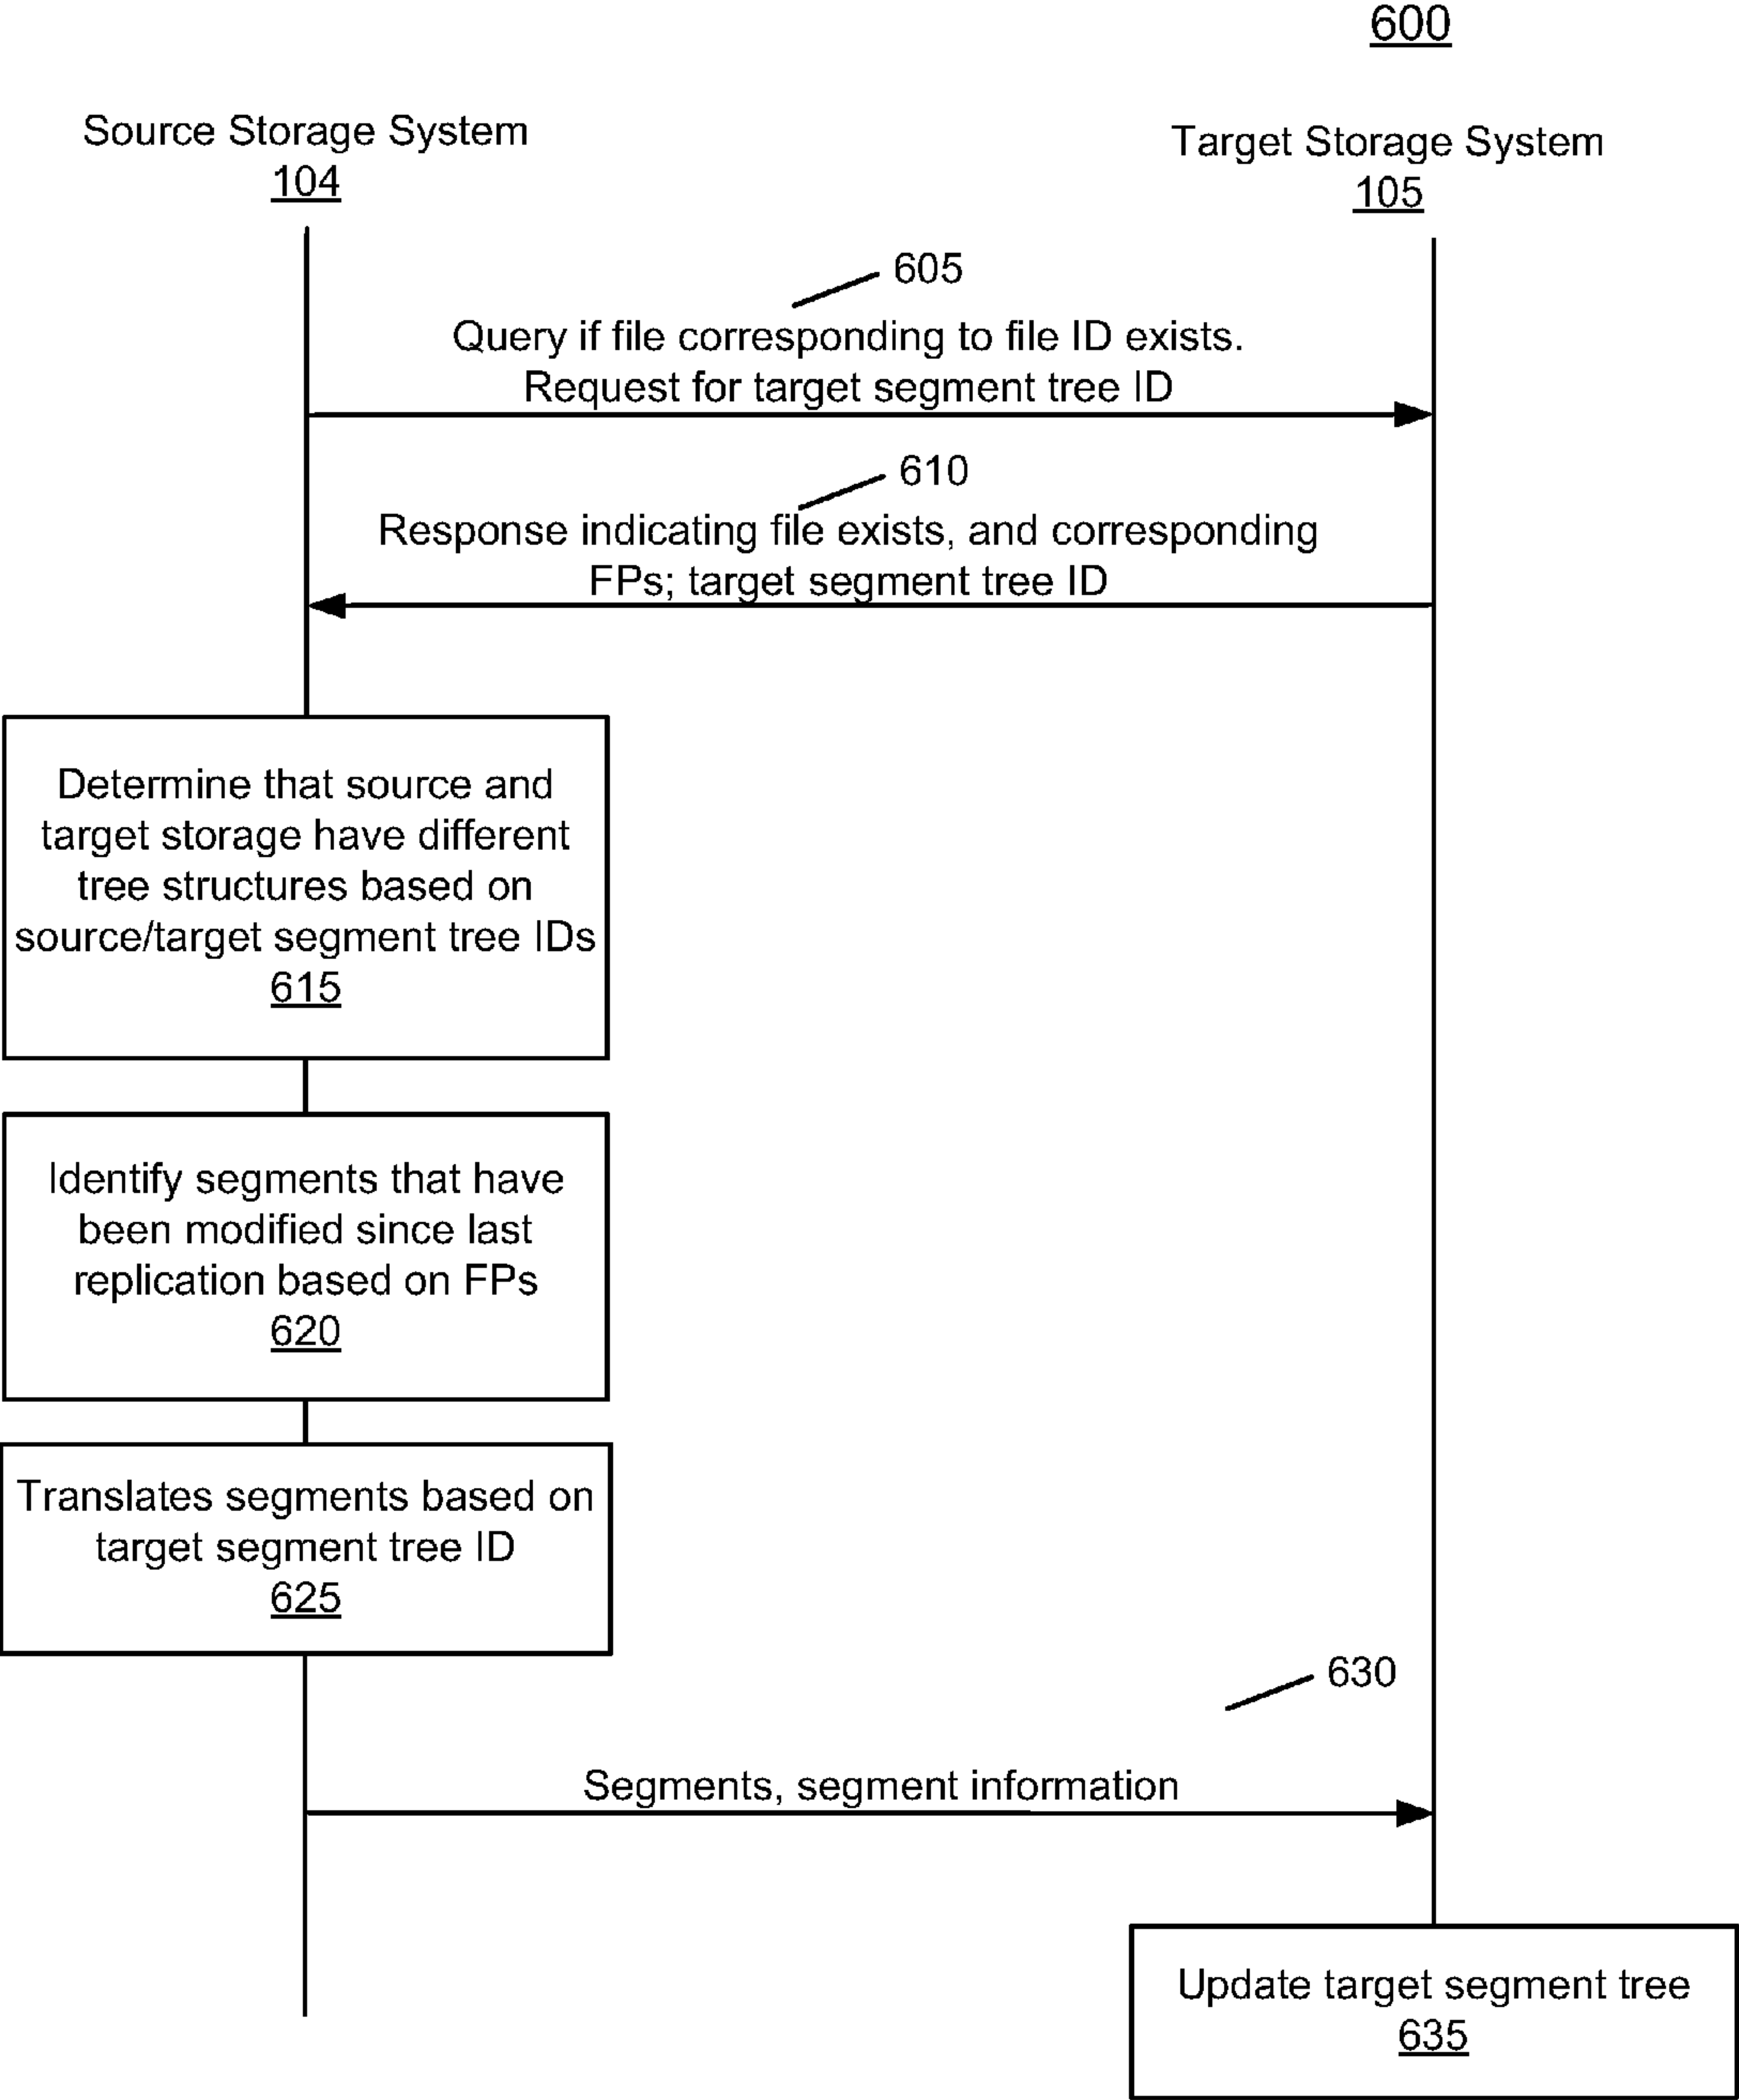 600
Source Storage System
104
Target Storage System
105
605
Query if file corresponding to file ID exists.
Request for target segment tree ID
610
Response indicating file exists, and corresponding
FPs; target segment tree ID
Determine that source and
target storage have different
tree structures based on
source/target segment tree IDs
615
Identify segments that have
been modified since last
replication based on FPs
620
Translates segments based on
target segment tree ID
625
630
Segments, segment information
Update target segment tree
635